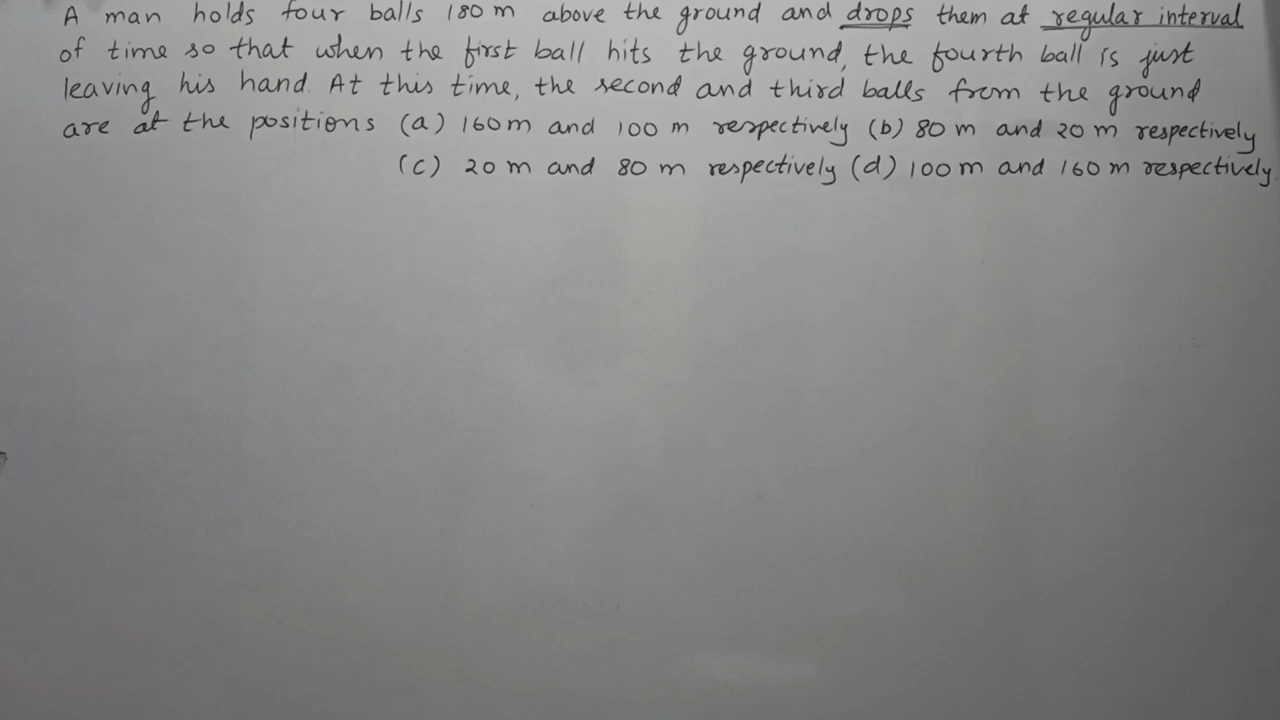 A man holds four balls 180 m above the ground and drops them at regular interval
of time so that when the first ball hits the ground, the fourth ball is just
leaving his hand. At this time, the second and third balls from the ground
are at the positions (a) 160m and 100 m respectively (b) 80 m and 20 m respectively
(c) 20 m and 80 m respectively (d) 100 m and 160 m respectively